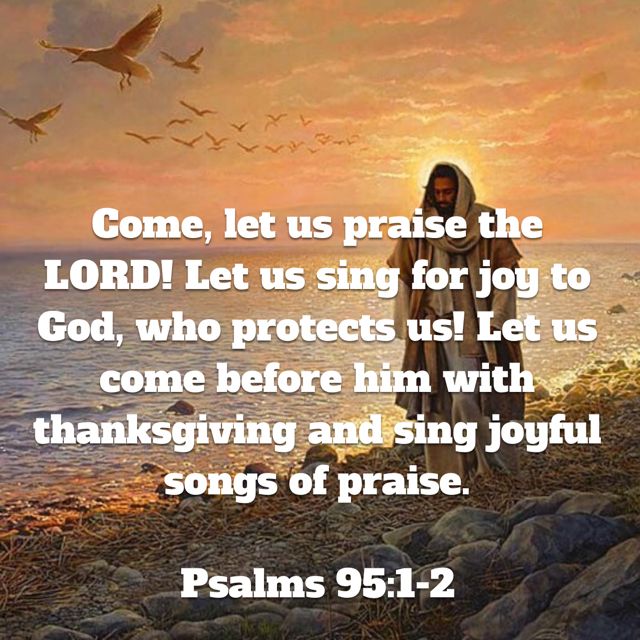 Come, let us praise the
LORD! Let us sing for joy to
God, who protects us! Let us
come before him with
thanksgiving and sing joyful
songs of praise.
Psalms 95:1-2